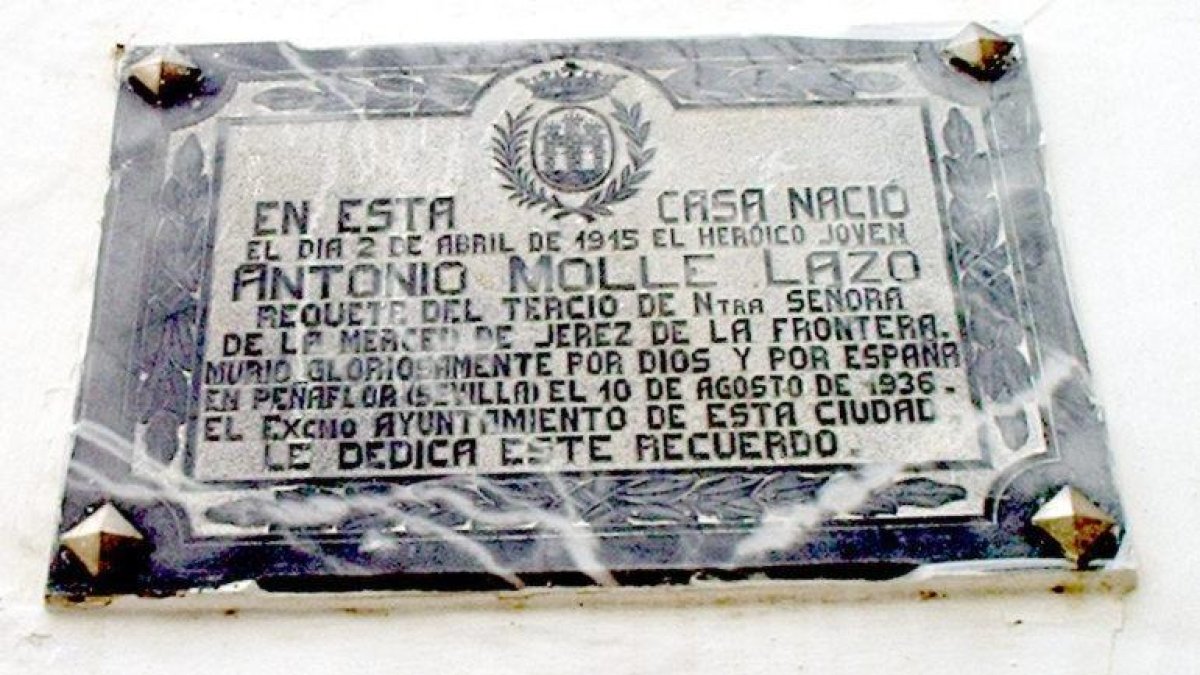 EN ESTA CASA NACIÓ
EL DIA 2 DE ABRIL DE 1915 EL HERÓICO JOVEN
ANTONIO MOLLE LAZO
REQUETE DEL TERCIO DE NTRA SEÑORA
DE LA MERCED DE JEREZ DE LA FRONTERA.
MURIO GLORIOSAMENTE POR DIOS Y POR ESPAÑA
EN PEÑAFLOR (SEVILLA) EL 10 DE AGOSTO DE 1936.
EL EXCMO AYUNTAMIENTO DE ESTA CIUDAD,
LE DEDICA ESTE RECUERDO.